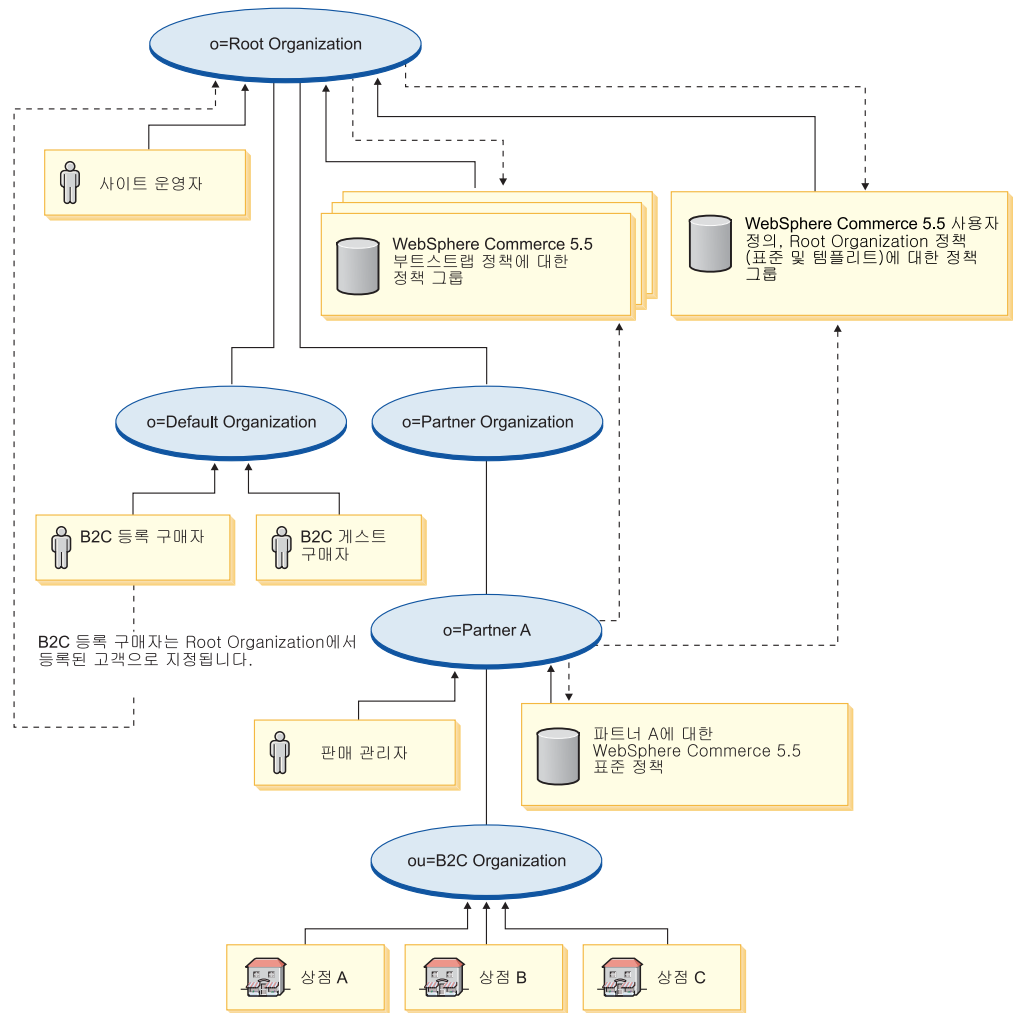 o=Root Organization
사이트 운영자
WebSphere Commerce 5.5
부트스트랩 정책에 대한
정책 그룹
WebSphere Commerce 5.5 사용자
정의, Root Organization 정책
(표준 및 템플리트)에 대한 정책
그룹
o=Default Organization
o=Partner Organization
B2C 등록 구매자
B2C 게스트
구매자
o=Partner A
B2C 등록 구매자는 Root Organization에서
등록된 고객으로 지정됩니다.
판매 관리자
파트너 A에 대한
WebSphere Commerce 5.5
표준 정책
ou=B2C Organization
상점 A
상점 B
상점 C